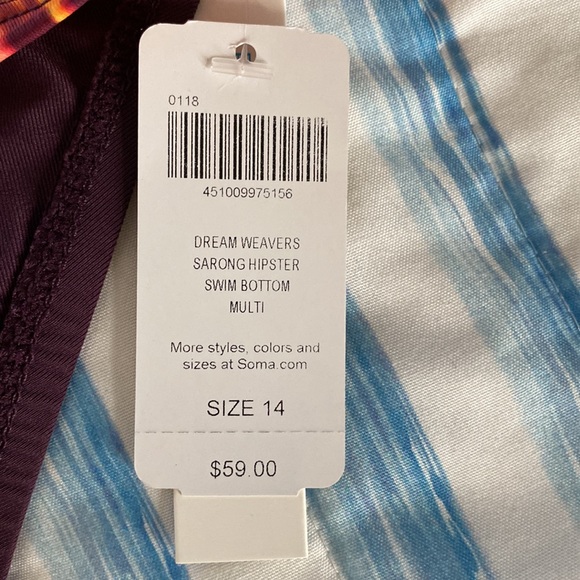 0118
451009975156
DREAM WEAVERS
SARONG HIPSTER
SWIM BOTTOM
MULTI
More styles, colors and
sizes at Soma.com
SIZE 14
$59.00